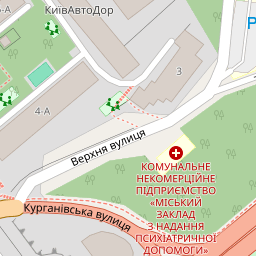 КиївАвтоДор
3
4-А
Верхня вулиця
КОМУНАЛЬНЕ
НЕКОМЕРЦІЙНЕ
ПІДПРИЄМСТВО
«МІСЬКИЙ
ЗАКЛАД
З НАДАННЯ
ПСИХІАТРИЧНОЇ
ДОПОМОГИ»
Курганівська вулиця